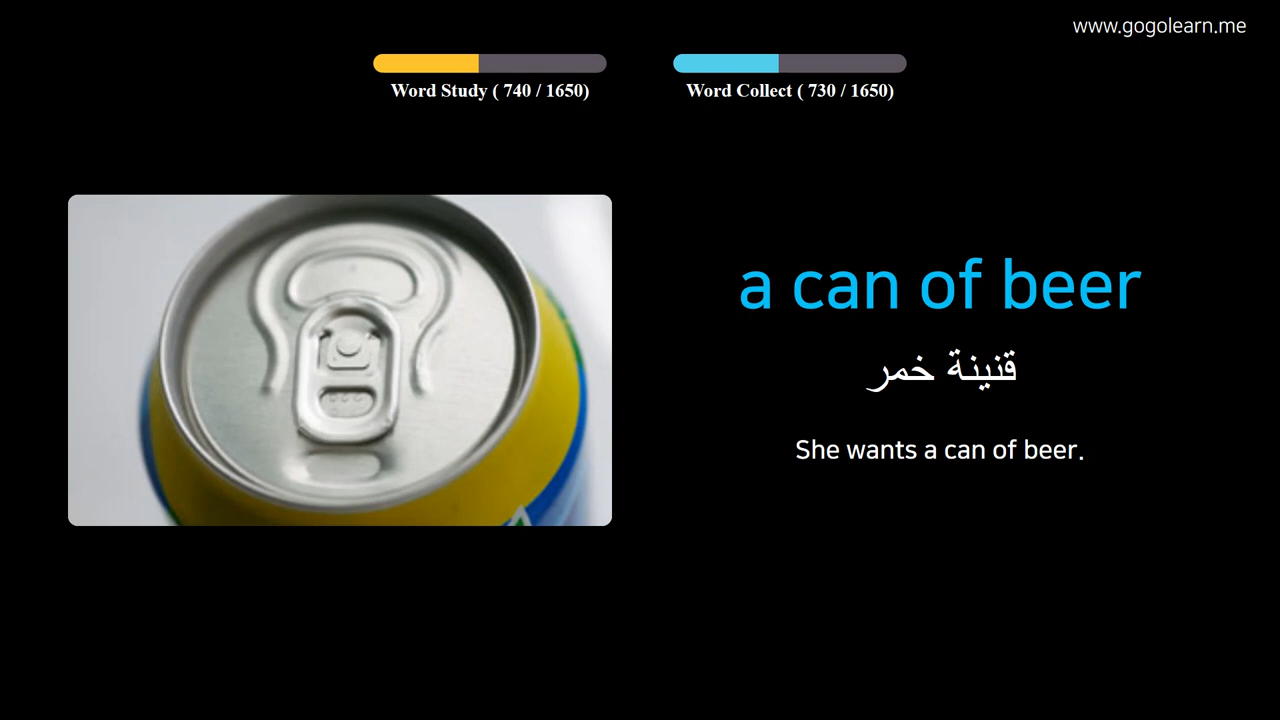 www.gogolearn.me
Word Study ( 740 / 1650)
Word Collect ( 730 / 1650)
a can of beer
قنينة خمر
She wants a can of beer.